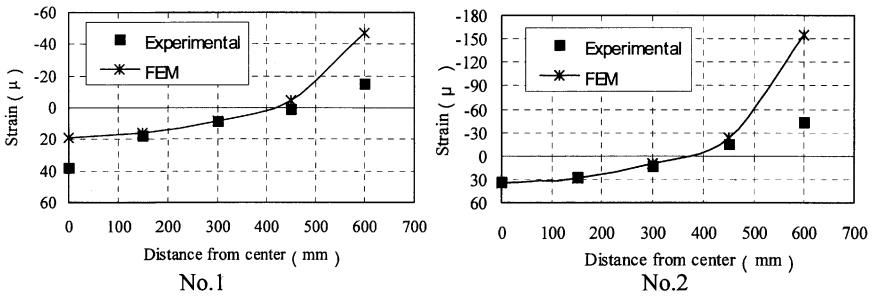 -60
-40
-20
0
20
40
60
Strain ( μ )
Experimental
FEM
0 100 200 300 400 500 600 700
Distance from center ( mm )
No.1
-180
-150
-120
-90
-60
-30
0
30
60
Strain ( μ )
Experimental
FEM
0 100 200 300 400 500 600 700
Distance from center ( mm )
No.2